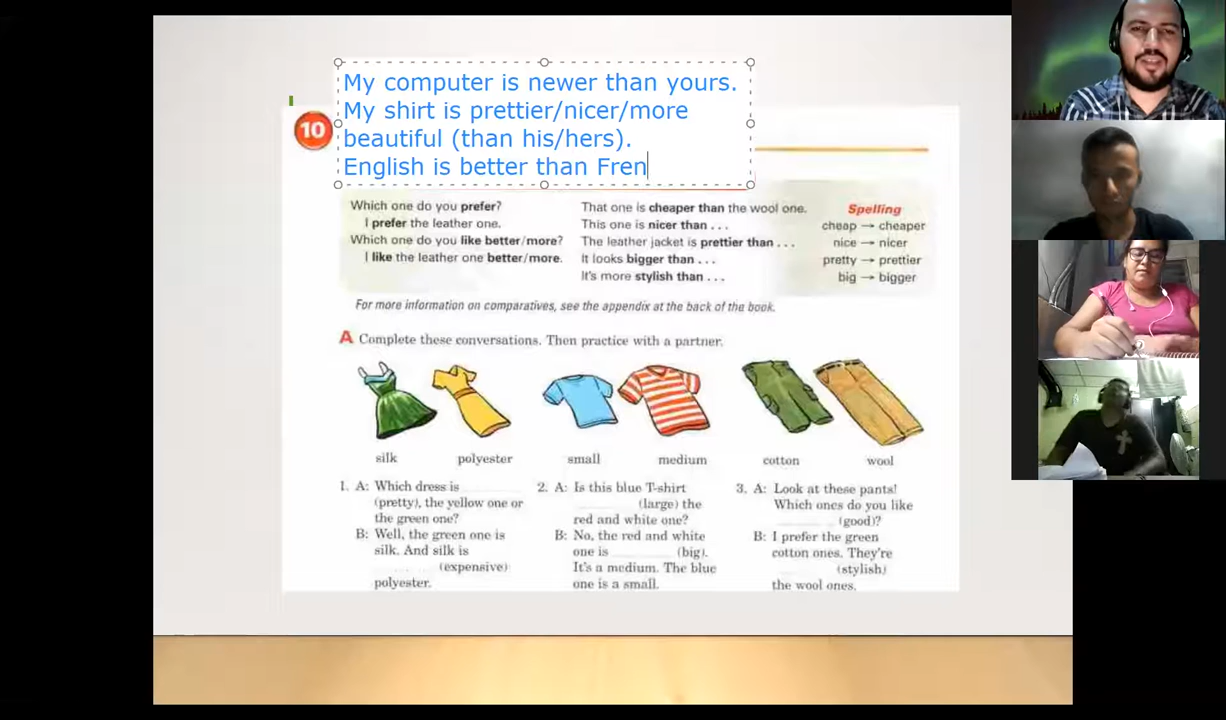 My computer is newer than yours.
My shirt is prettier/nicer/more
beautiful (than his/hers).
English is better than Fren
10
Which one do you prefer?
I prefer the leather one.
Which one do you like better/more?
I like the leather one better/more.
That one is cheaper than the wool one.
This one is nicer than . . .
The leather jacket is prettier than . . .
It looks bigger than . . .
It's more stylish than . . .
Spelling
cheap → cheaper
nice → nicer
pretty → prettier
big → bigger
For more information on comparatives, see the appendix at the back of the book.
A Complete these conversations. Then practice with a partner.
silk
polyester
small
medium
cotton
wool
1. A: Which dress is ________
(pretty), the yellow one or
the green one?
B: Well, the green one is
silk. And silk is
________ (expensive)
polyester.
2. A: Is this blue T-shirt
________ (large) the
red and white one?
B: No, the red and white
one is ________ (big).
It's a medium. The blue
one is a small.
3. A: Look at these pants!
Which ones do you like
________ (good)?
B: I prefer the green
cotton ones. They're
________ (stylish)
the wool ones.